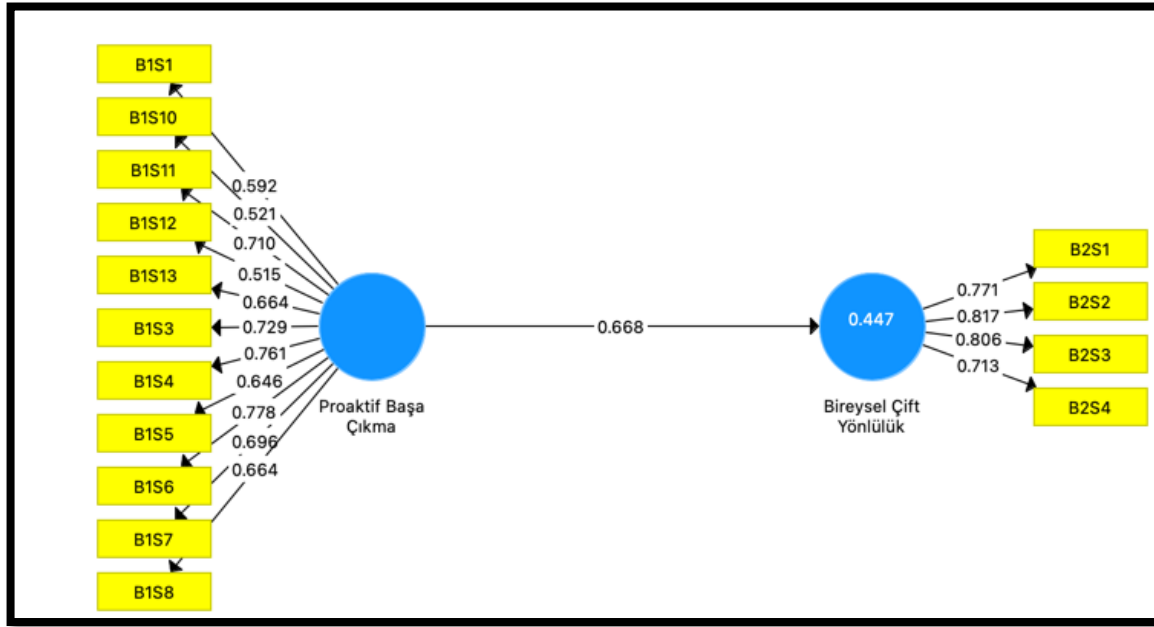 B1S1
B1S10
B1S11
B1S12
B1S13
B1S3
B1S4
B1S5
B1S6
B1S7
B1S8
0.592
0.521
0.710
0.515
0.664
0.729
0.761
0.646
0.778
0.696
0.664
Proaktif Başa
Çıkma
0.668
0.447
Bireysel Çift
Yönlülük
0.771
0.817
0.806
0.713
B2S1
B2S2
B2S3
B2S4